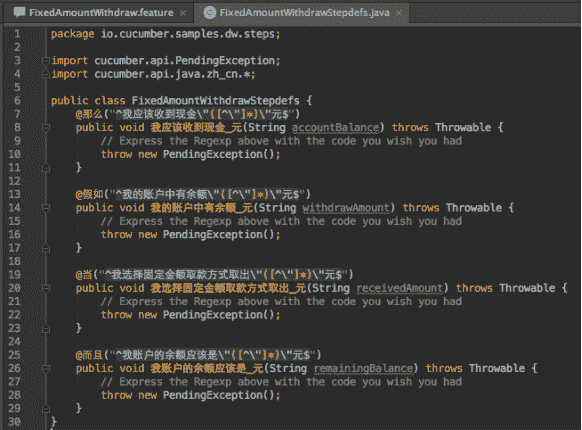 FixedAmountWithdraw.feature × FixedAmountWithdrawStepdefs.java ×
1 package io.cucumber.samples.dw.steps;
2
3 import cucumber.api.PendingException;
4 import cucumber.api.java.zh_cn.*;
5
6 public class FixedAmountWithdrawStepdefs {
7 @那么("^我应该收到现金\"([^\"]*)\"元$")
8 public void 我应该收到现金_元(String accountBalance) throws Throwable {
9 // Express the Regexp above with the code you wish you had
10 throw new PendingException();
11 }
12
13 @假如("^我的账户中有余额\"([^\"]*)\"元$")
14 public void 我的账户中有余额_元(String withdrawAmount) throws Throwable {
15 // Express the Regexp above with the code you wish you had
16 throw new PendingException();
17 }
18
19 @当("^我选择固定金额取款方式取出\"([^\"]*)\"元$")
20 public void 我选择固定金额取款方式取出_元(String receivedAmount) throws Throwable {
21 // Express the Regexp above with the code you wish you had
22 throw new PendingException();
23 }
24
25 @而且("^我账户的余额应该是\"([^\"]*)\"元$")
26 public void 我账户的余额应该是_元(String remainingBalance) throws Throwable {
27 // Express the Regexp above with the code you wish you had
28 throw new PendingException();
29 }
30 }